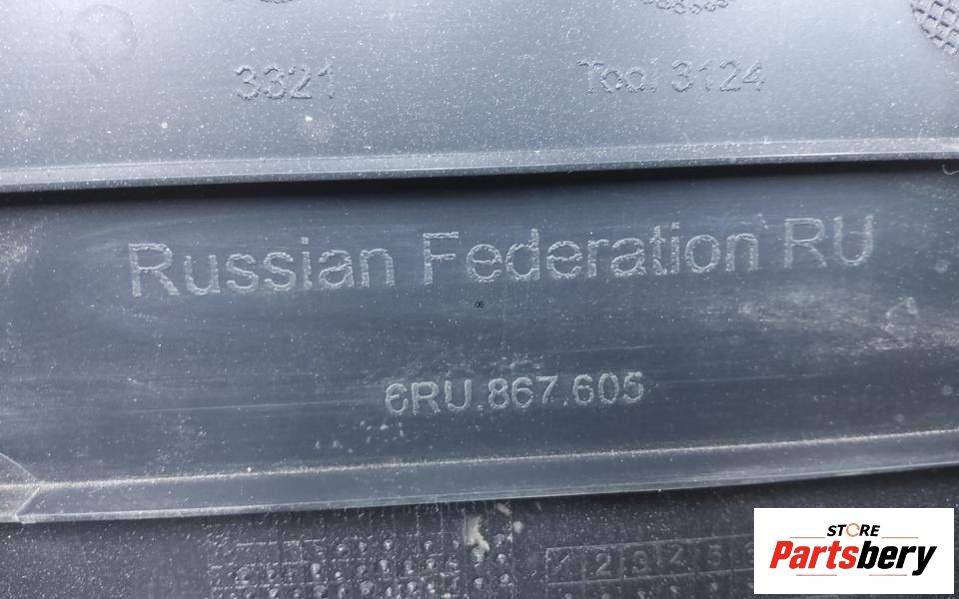 3321 Tool 3124
Russian Federation RU
6RU.867.605
STORE
Partsbery